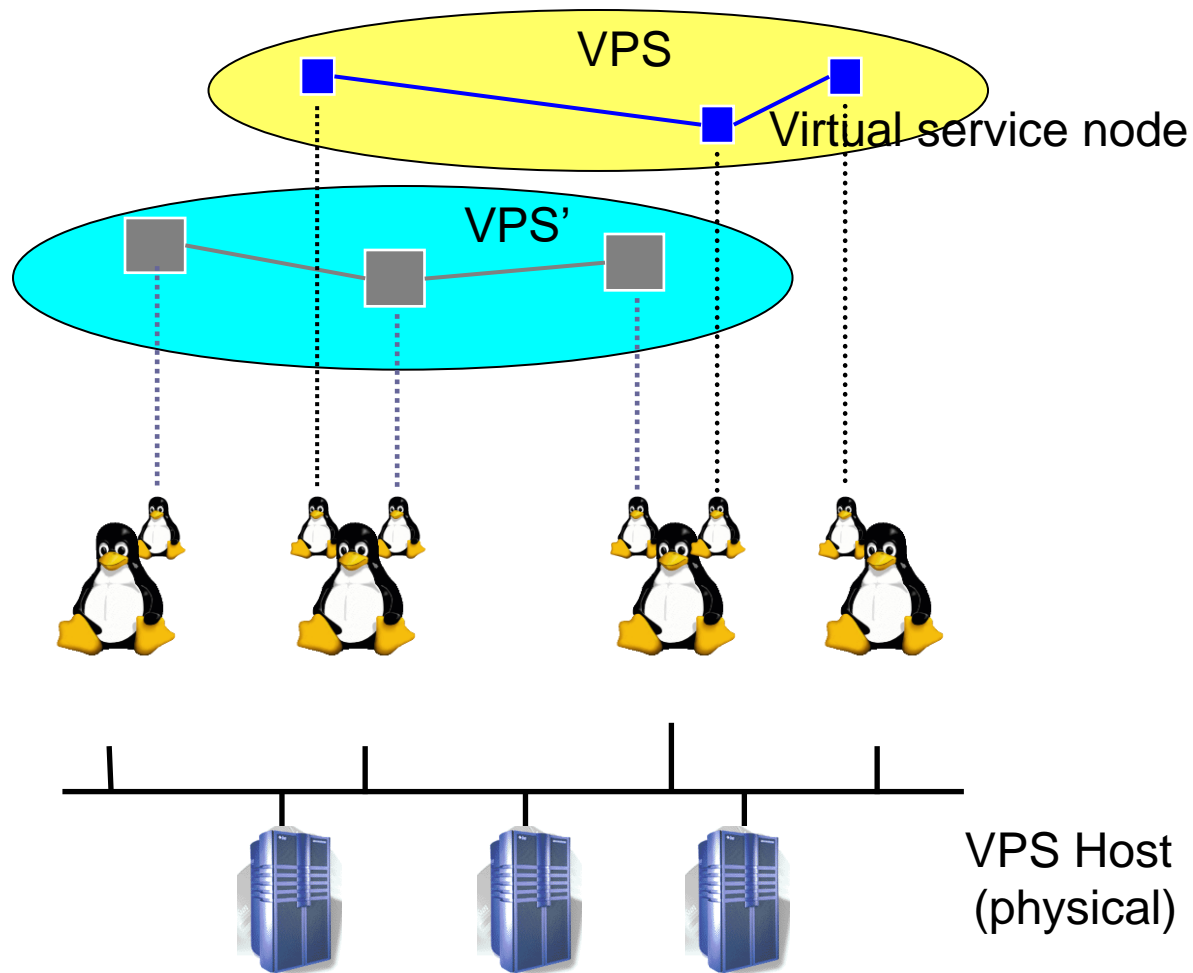 VPS
Virtual service node
VPS’
VPS Host
(physical)